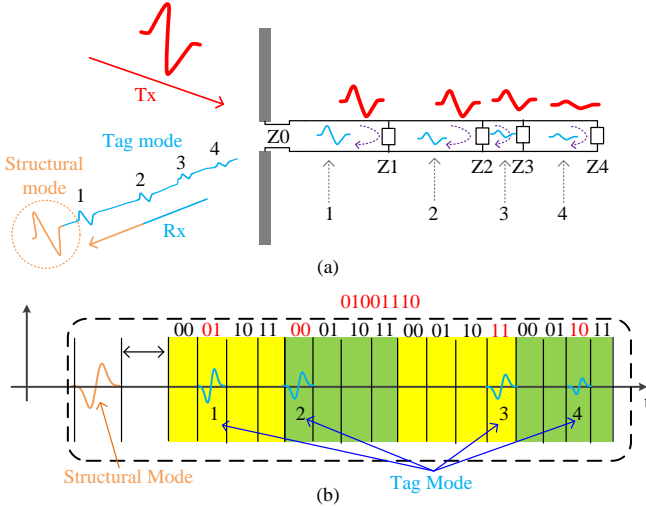 Tx
Tag mode
Structural
mode
1
2
3
4
Rx
Z0
Z1
Z2
Z3
Z4
1
2
3
4
(a)
01001110
00 01 10 11 00 01 10 11 00 01 10 11 00 01 10 11
1
2
3
4
t
Structural Mode
Tag Mode
(b)